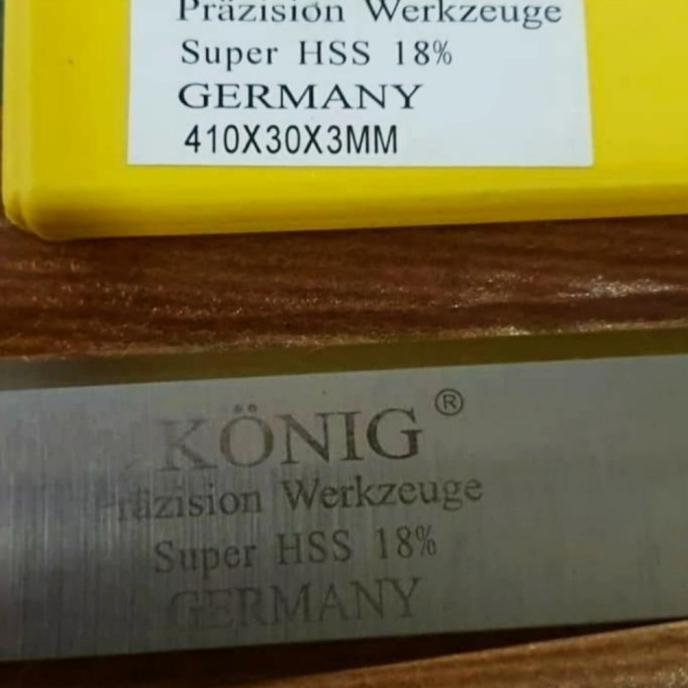 Präzision Werkzeuge
Super HSS 18%
GERMANY
410X30X3MM
KÖNIG ®
Präzision Werkzeuge
Super HSS 18%
GERMANY